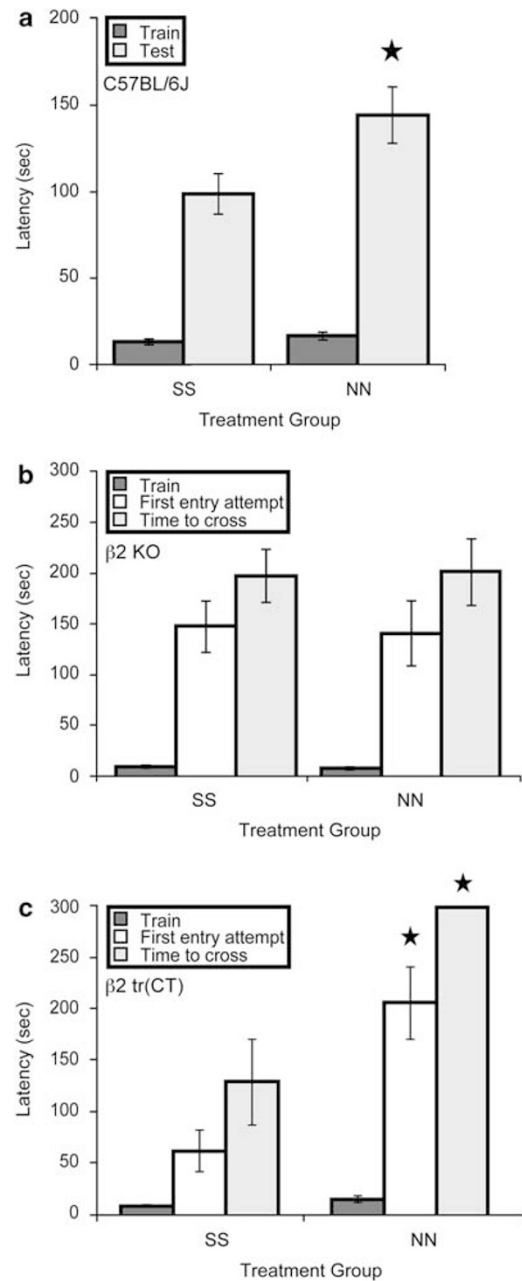 a
200
150
100
50
0
Latency (sec)
Train
Test
C57BL/6J
SS NN
Treatment Group
b
300
250
200
150
100
50
0
Latency (sec)
Train
First entry attempt
Time to cross
β2 KO
SS NN
Treatment Group
c
300
250
200
150
100
50
0
Latency (sec)
Train
First entry attempt
Time to cross
β2 tr(CT)
SS NN
Treatment Group